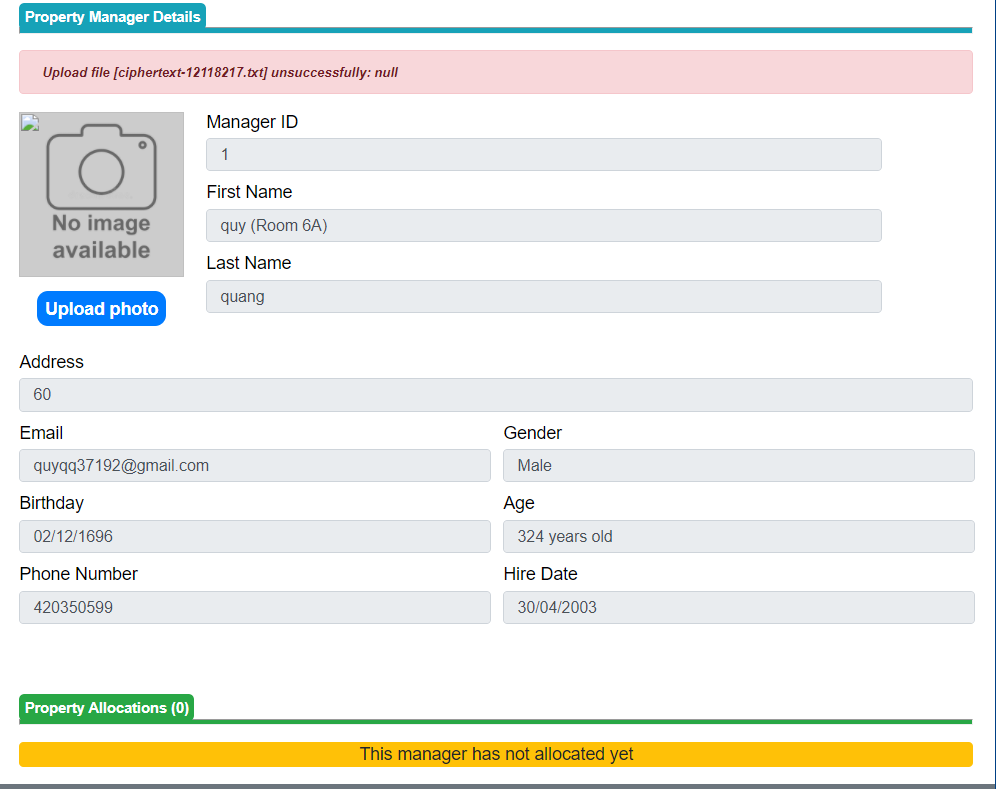 Property Manager Details
Upload file [ciphertext-12118217.txt] unsuccessfully: null
No image
available
Upload photo
Manager ID
1
First Name
quy (Room 6A)
Last Name
quang
Address
60
Email
quyqq37192@gmail.com
Gender
Male
Birthday
02/12/1696
Age
324 years old
Phone Number
420350599
Hire Date
30/04/2003
Property Allocations (0)
This manager has not allocated yet